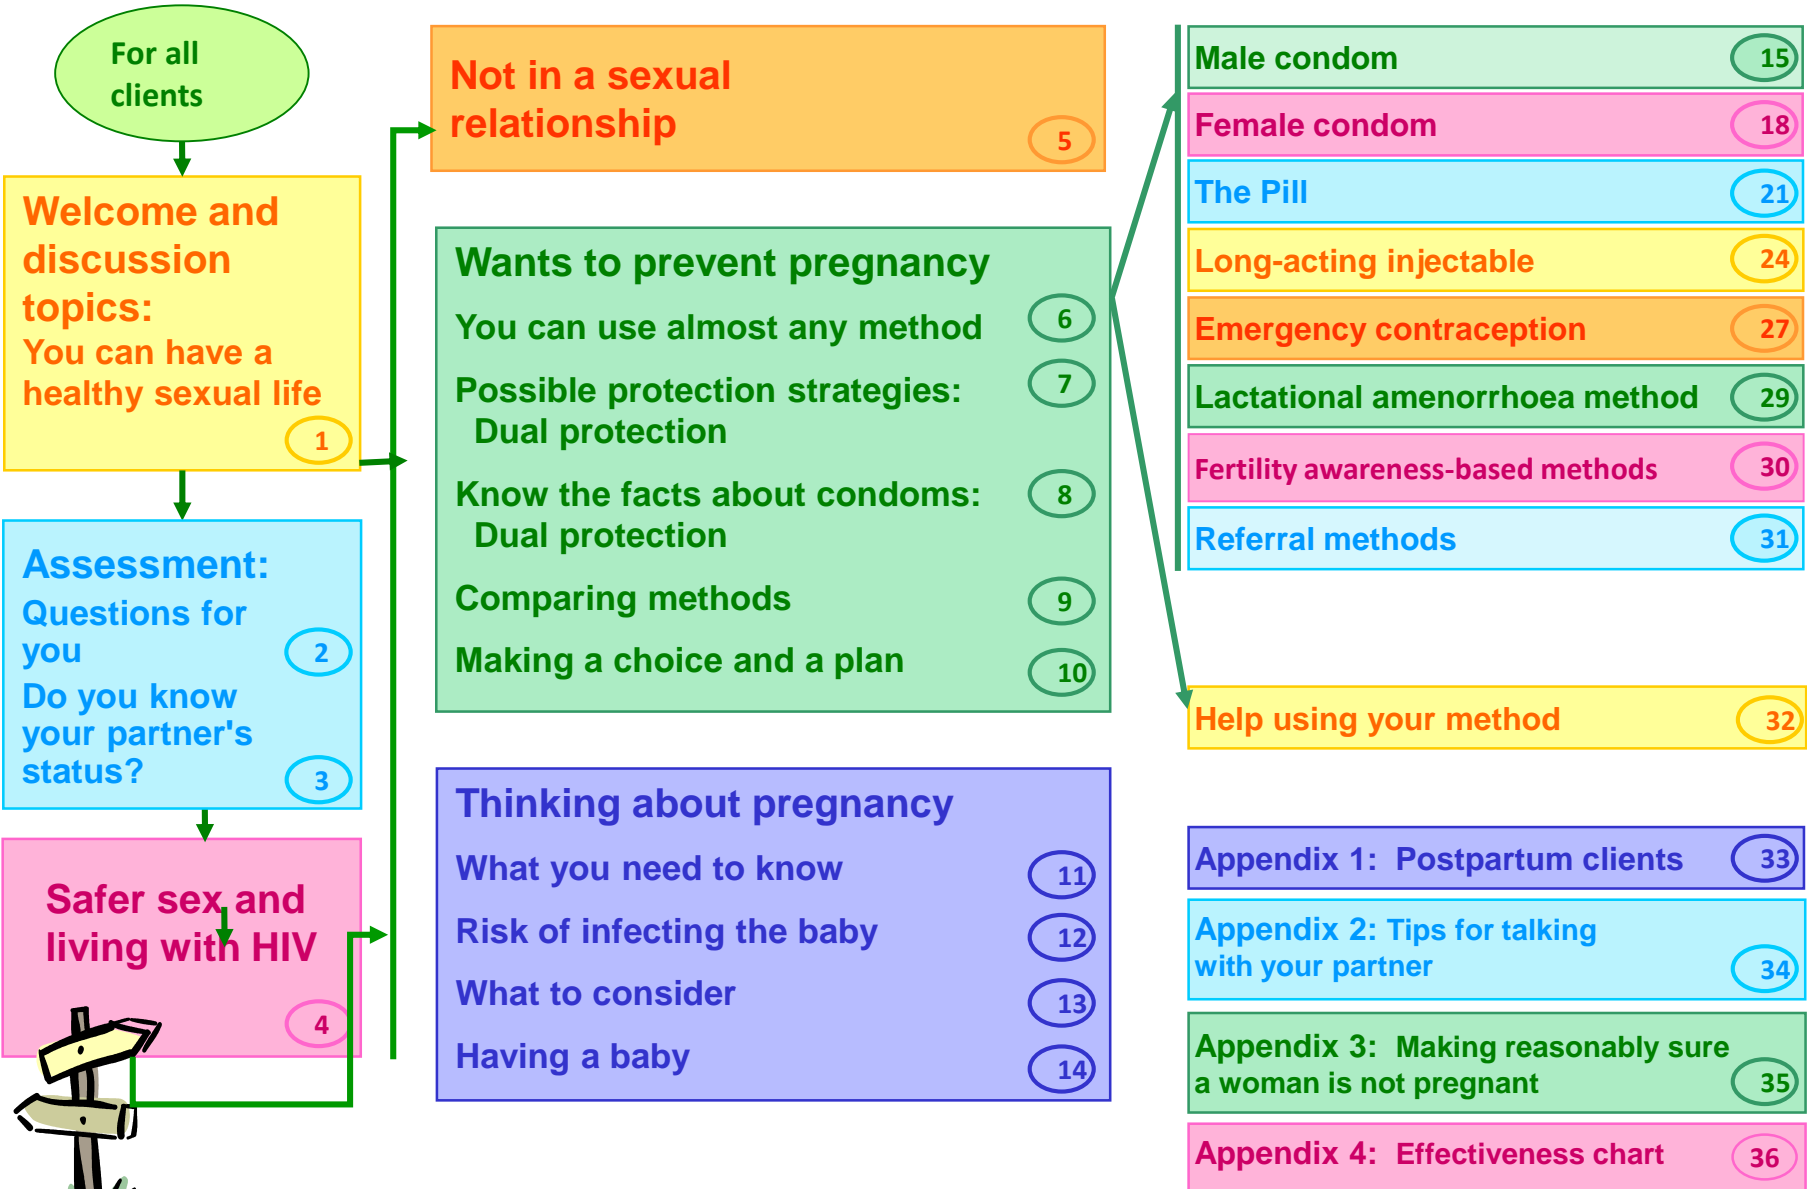 For all
clients
Welcome and
discussion
topics:
You can have a
healthy sexual life
1
Assessment:
Questions for
you
2
Do you know
your partner's
status?
3
Safer sex and
living with HIV
4
Not in a sexual
relationship
5
Wants to prevent pregnancy
You can use almost any method 6
Possible protection strategies: 7
Dual protection
Know the facts about condoms: 8
Dual protection
Comparing methods 9
Making a choice and a plan 10
Thinking about pregnancy
What you need to know 11
Risk of infecting the baby 12
What to consider 13
Having a baby 14
Male condom 15
Female condom 18
The Pill 21
Long-acting injectable 24
Emergency contraception 27
Lactational amenorrhoea method 29
Fertility awareness-based methods 30
Referral methods 31
Help using your method 32
Appendix 1: Postpartum clients 33
Appendix 2: Tips for talking
with your partner 34
Appendix 3: Making reasonably sure
a woman is not pregnant 35
Appendix 4: Effectiveness chart 36